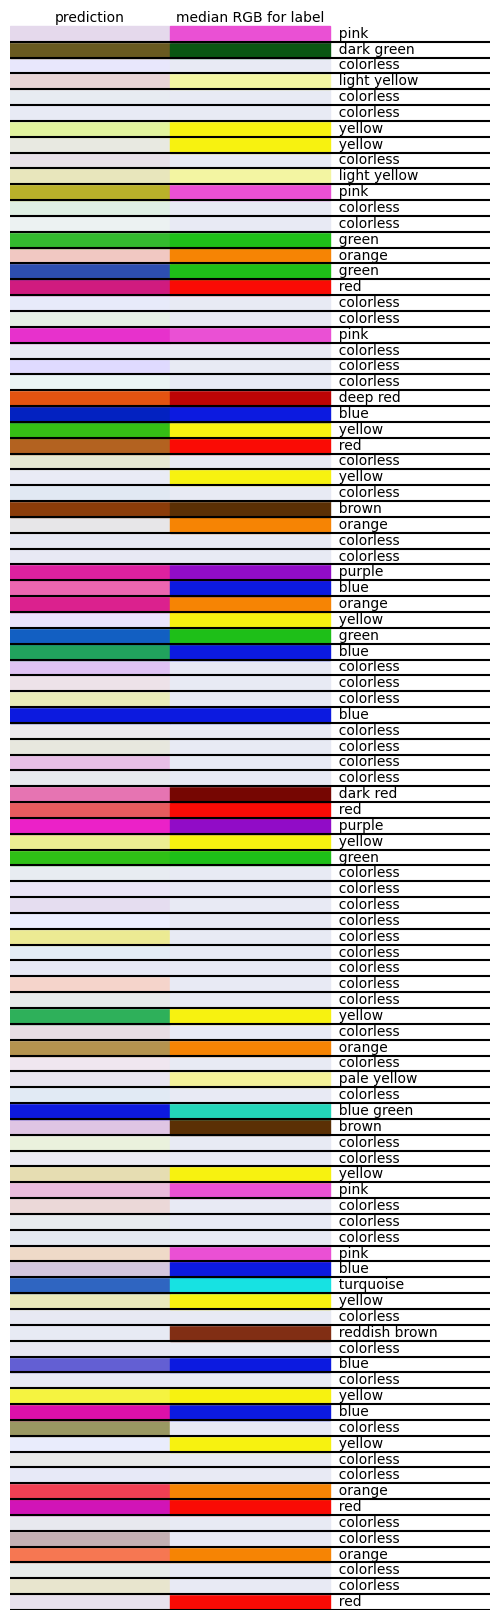 prediction median RGB for label
pink
dark green
colorless
light yellow
colorless
colorless
yellow
yellow
colorless
light yellow
pink
colorless
colorless
green
orange
green
red
colorless
colorless
pink
colorless
colorless
colorless
deep red
blue
yellow
red
colorless
yellow
colorless
brown
orange
colorless
colorless
purple
blue
orange
yellow
green
blue
colorless
colorless
colorless
blue
colorless
colorless
colorless
colorless
dark red
red
purple
yellow
green
colorless
colorless
colorless
colorless
colorless
colorless
colorless
colorless
colorless
yellow
colorless
orange
colorless
pale yellow
colorless
blue green
brown
colorless
colorless
yellow
pink
colorless
colorless
colorless
pink
blue
turquoise
yellow
colorless
reddish brown
colorless
blue
colorless
yellow
blue
colorless
yellow
colorless
colorless
orange
red
colorless
colorless
orange
colorless
colorless
red